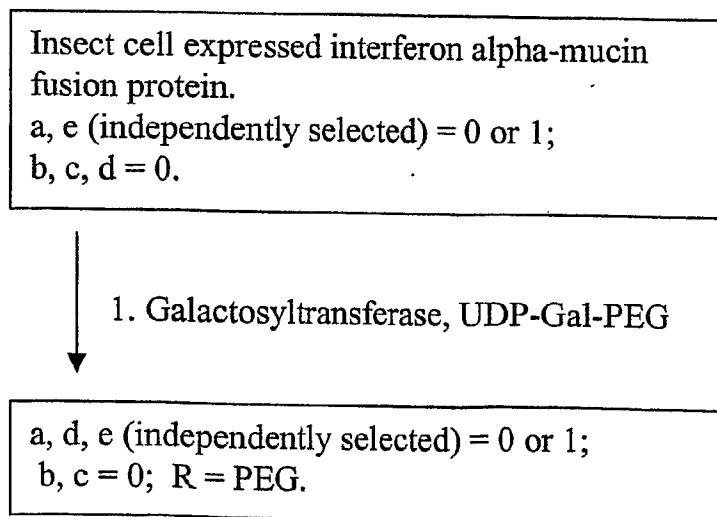 Insect cell expressed interferon alpha-mucin
fusion protein.
a, e (independently selected) = 0 or 1;
b, c, d = 0.
1. Galactosyltransferase, UDP-Gal-PEG
a, d, e (independently selected) = 0 or 1;
b, c = 0; R = PEG.